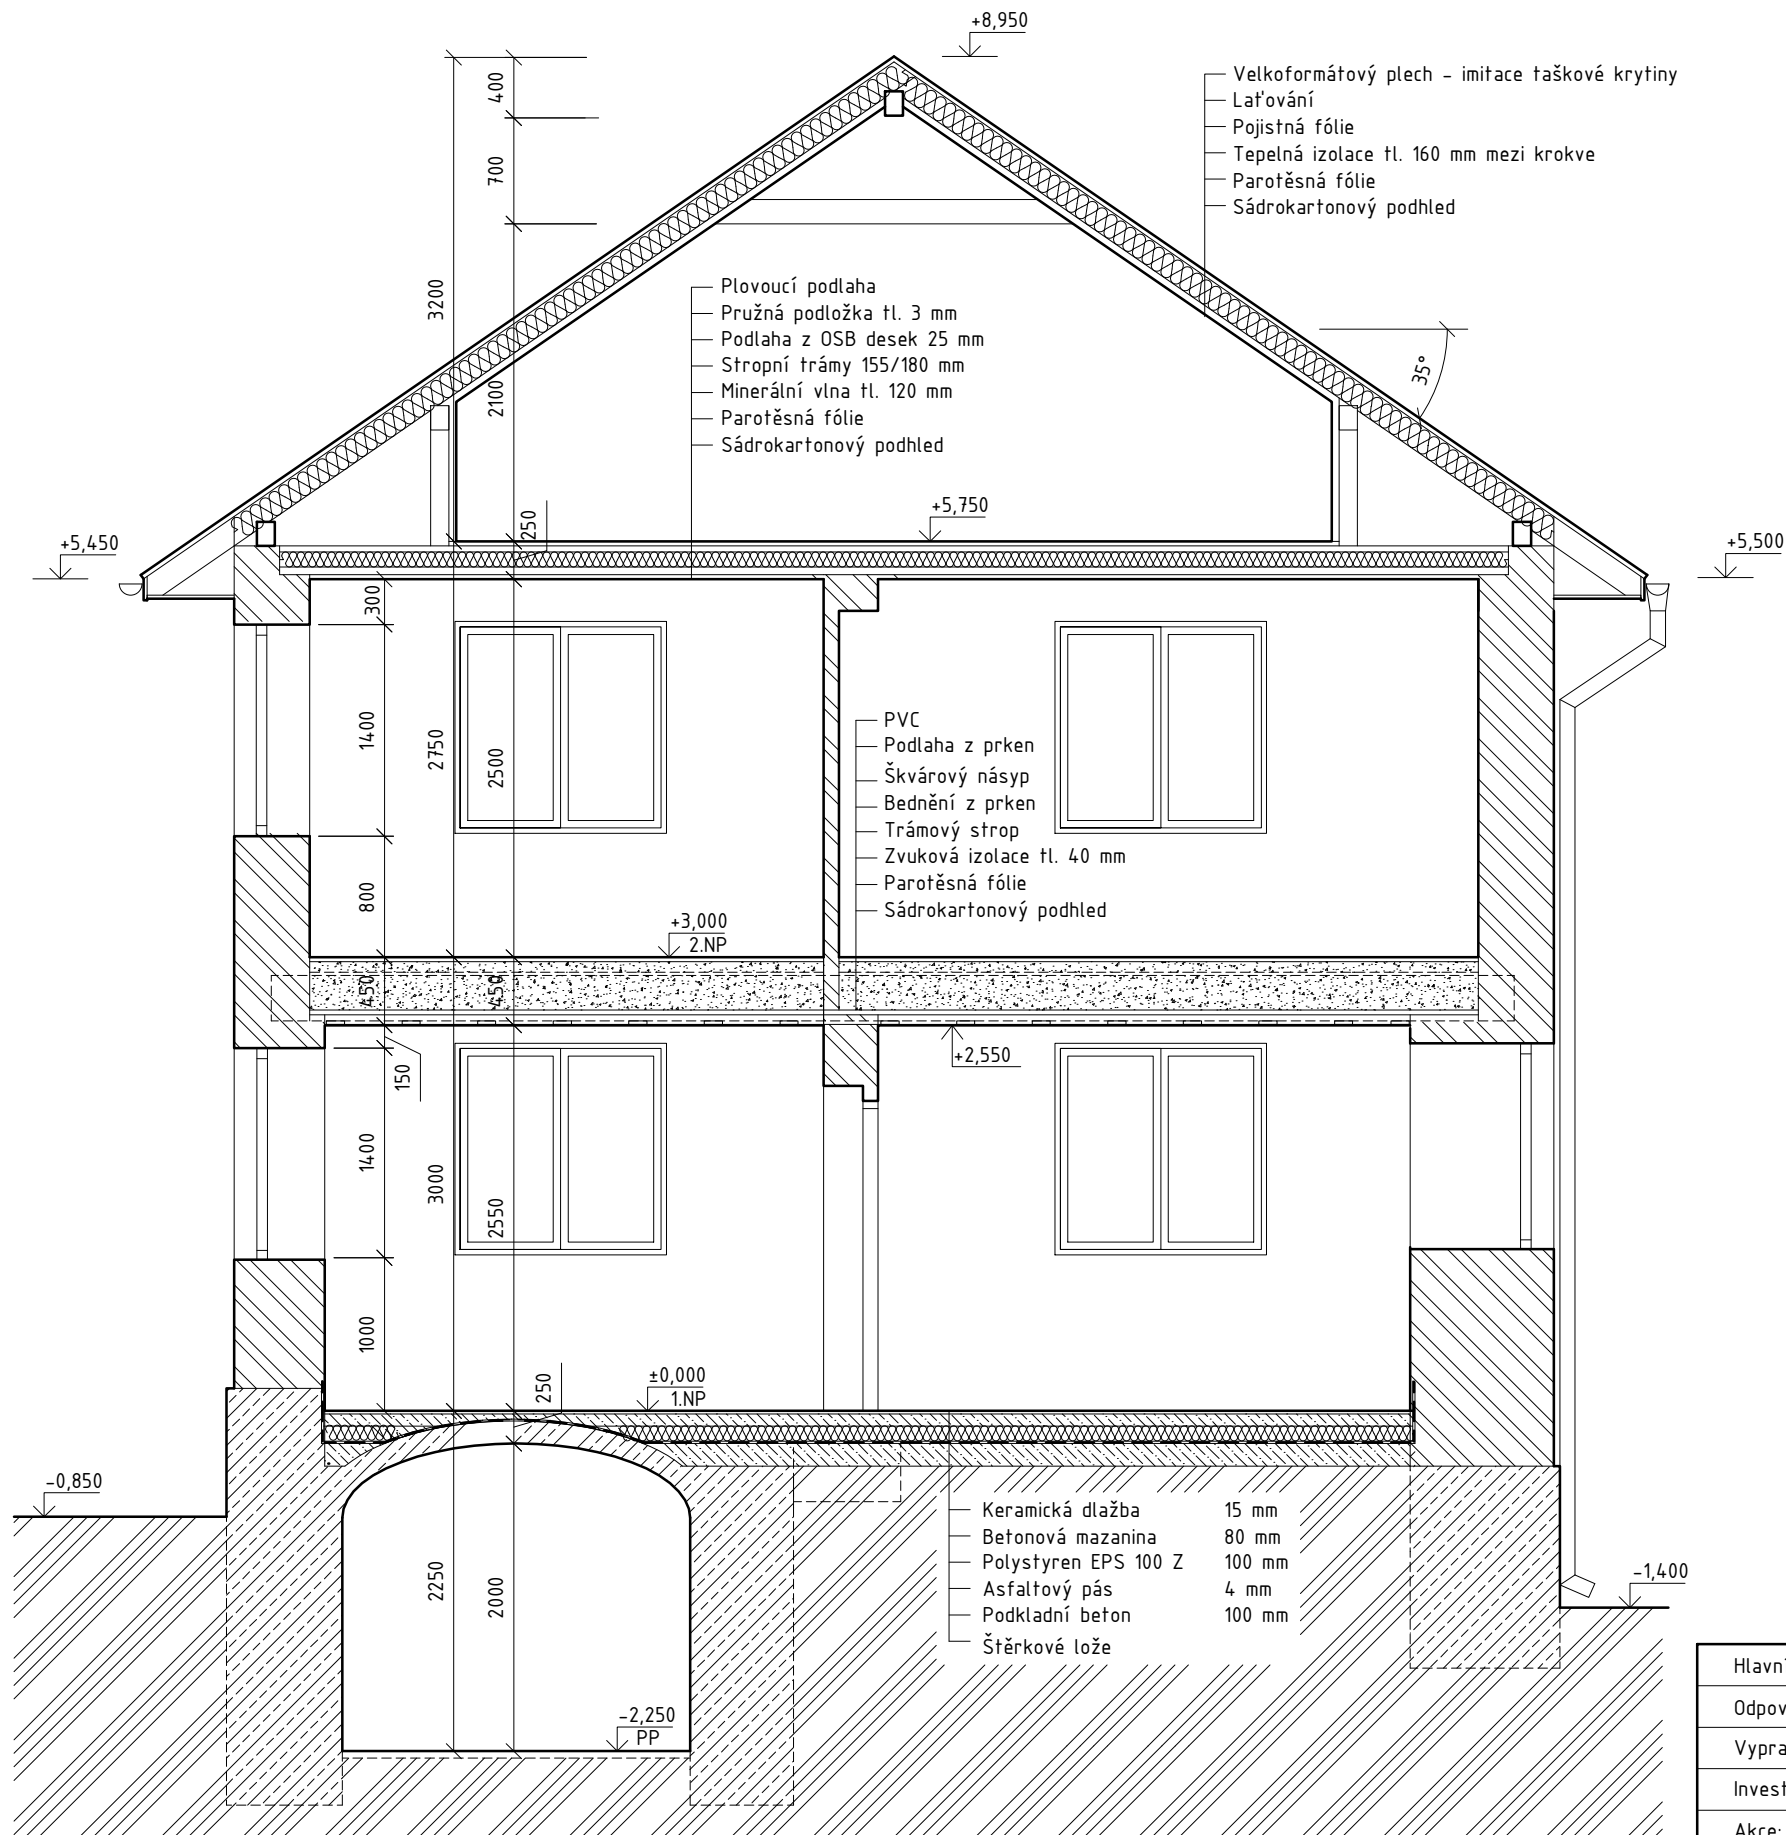 +8,950
Velkoformátový plech - imitace taškové krytiny
Laťování
Pojistná fólie
Tepelná izolace tl. 160 mm mezi krokve
Parotěsná fólie
Sádrokartonový podhled
400
700
3200
2100
Plovoucí podlaha
Pružná podložka tl. 3 mm
Podlaha z OSB desek 25 mm
Stropní trámy 155/180 mm
Minerální vlna tl. 120 mm
Parotěsná fólie
Sádrokartonový podhled
35°
250
+5,750
+5,450
+5,500
300
1400
2750
2500
800
PVC
Podlaha z prken
Škvárový násyp
Bednění z prken
Trámový strop
Zvuková izolace tl. 40 mm
Parotěsná fólie
Sádrokartonový podhled
+3,000
2.NP
450
450
+2,550
150
1400
3000
2550
1000
250
±0,000
1.NP
-0,850
Keramická dlažba 15 mm
Betonová mazanina 80 mm
Polystyren EPS 100 Z 100 mm
Asfaltový pás 4 mm
Podkladní beton 100 mm
Štěrkové lože
2250
2000
-1,400
-2,250
PP
Hlavn
Odpov
Vypra
Invest
Akce: